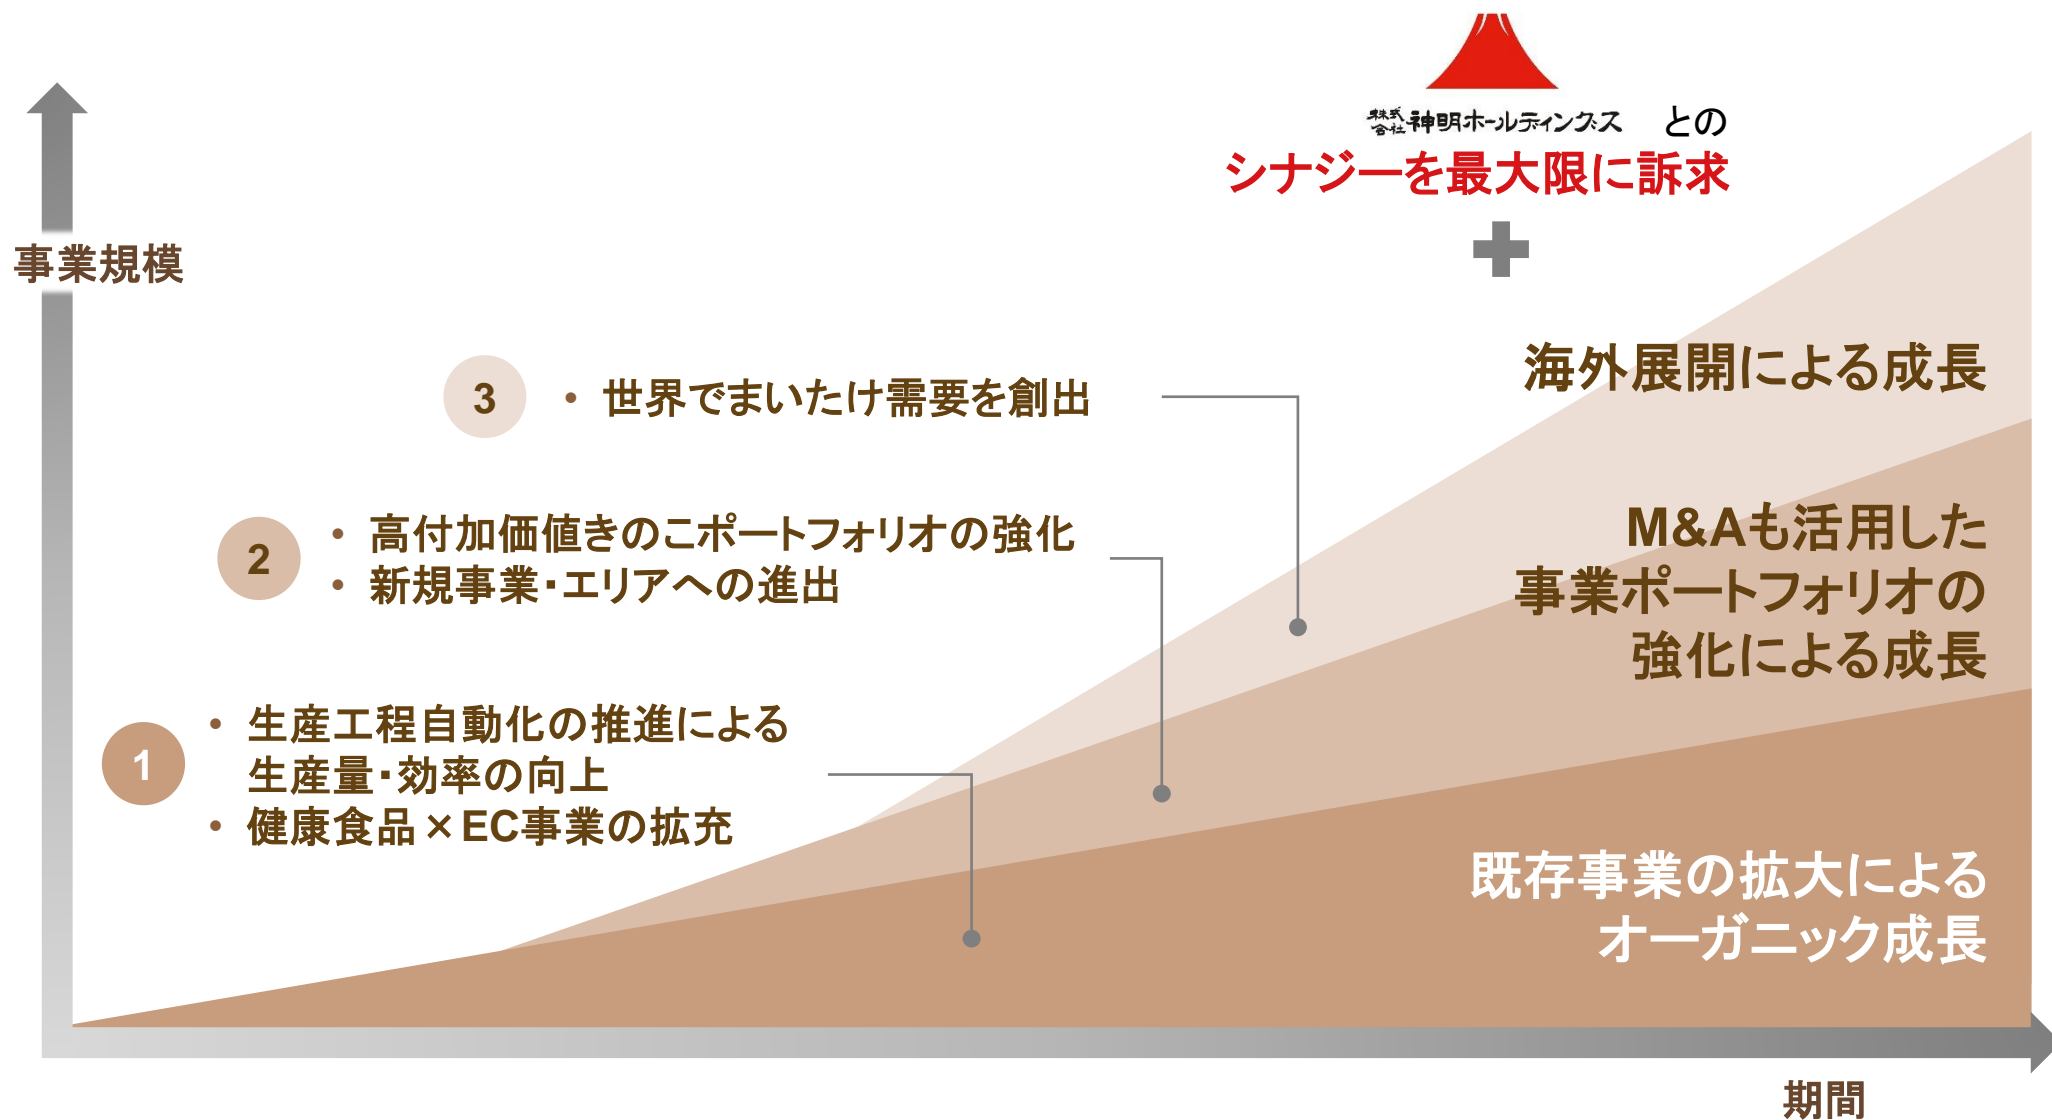 株式会社神明ホールディングス との
シナジーを最大限に訴求
事業規模
海外展開による成長
3
• 世界でまいたけ需要を創出
M&Aも活用した
事業ポートフォリオの
強化による成長
2
• 高付加価値きのこポートフォリオの強化
• 新規事業・エリアへの進出
1
• 生産工程自動化の推進による
生産量・効率の向上
• 健康食品×EC事業の拡充
既存事業の拡大による
オーガニック成長
期間